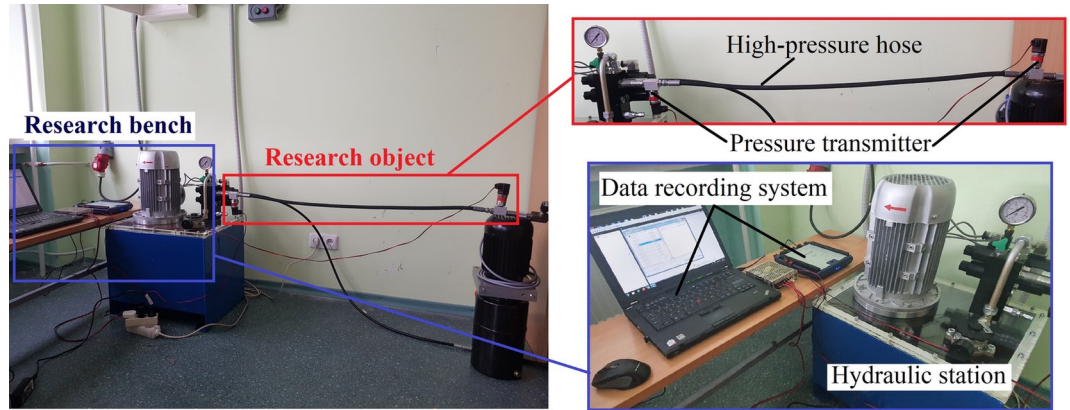 Research bench
Research object
High-pressure hose
Pressure transmitter
Data recording system
Hydraulic station